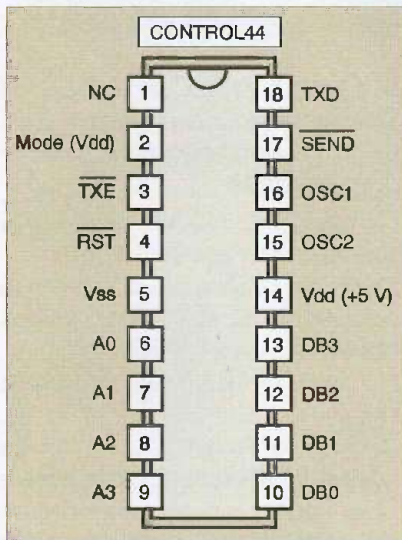 CONTROL44
NC 1 18 TXD
Mode (Vdd) 2 17 SEND
TXE 3 16 OSC1
RST 4 15 OSC2
Vss 5 14 Vdd (+5 V)
A0 6 13 DB3
A1 7 12 DB2
A2 8 11 DB1
A3 9 10 DB0